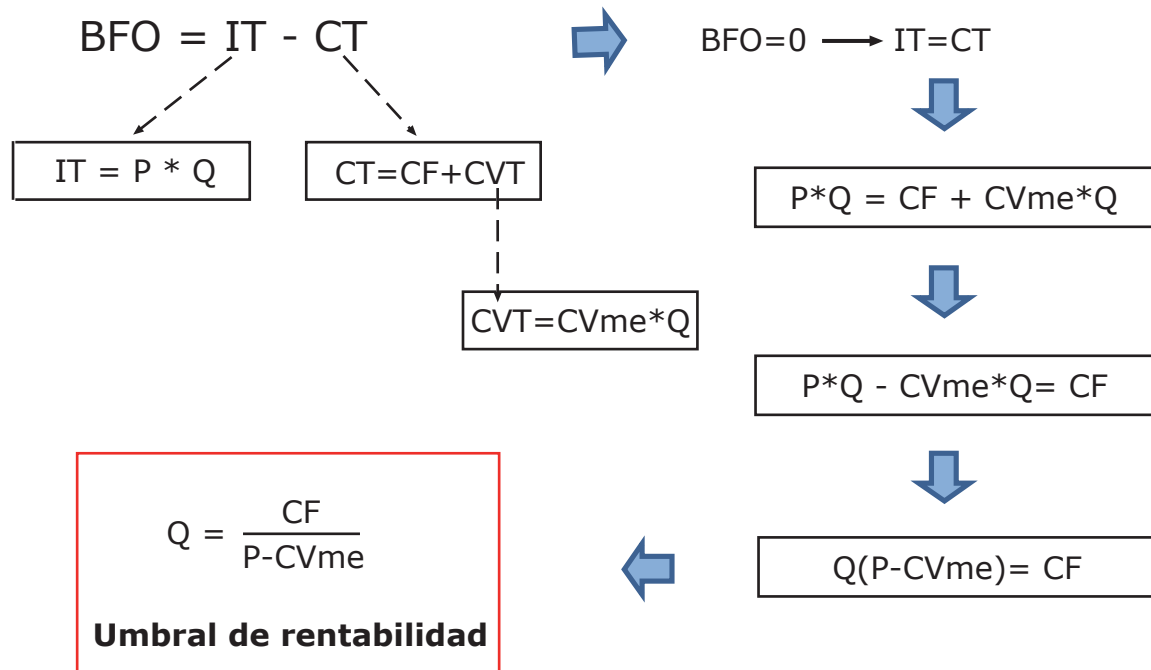 BFO = IT - CT
BFO=0 → IT=CT
IT = P * Q
CT=CF+CVT
CVT=CVme*Q
P*Q = CF + CVme*Q
P*Q - CVme*Q= CF
Q(P-CVme)= CF
Q = CF
P-CVme
Umbral de rentabilidad